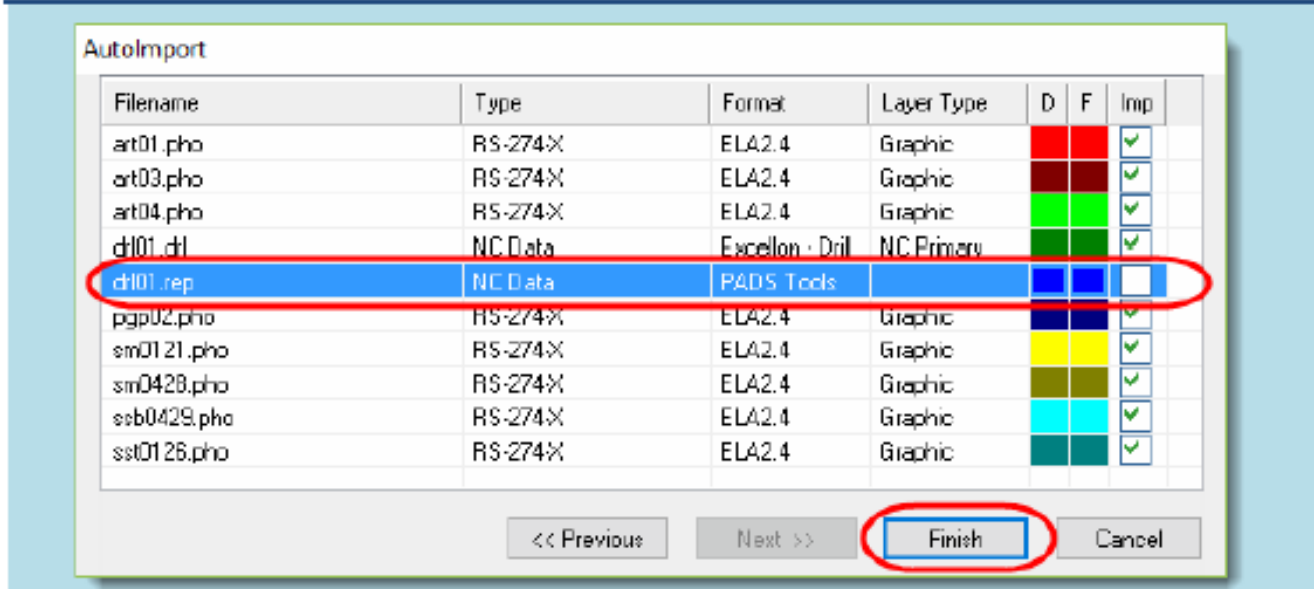 AutoImport
Filename Type Format Layer Type D F Imp
art01.pho RS-274-X ELA2.4 Graphic
art03.pho RS-274-X ELA2.4 Graphic
art04.pho RS-274-X ELA2.4 Graphic
drl01.drl NC Data Excellon - Drill NC Primary
drl01.rep NC Data PADS Tools
pgp02.pho RS-274-X ELA2.4 Graphic
sm0121.pho RS-274-X ELA2.4 Graphic
sm0428.pho RS-274-X ELA2.4 Graphic
ssb0429.pho RS-274-X ELA2.4 Graphic
sst0126.pho RS-274-X ELA2.4 Graphic
<< Previous Next >> Finish Cancel